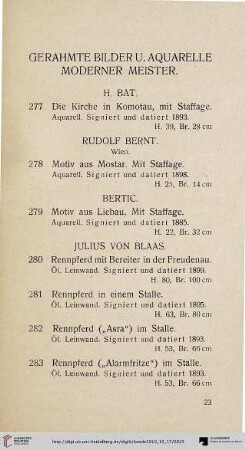 GERAHMTE BILDER U. AQUARELLE
MODERNER MEISTER.
H. BAT.
277 Die Kirche in Komotau, mit Staffage.
Aquarell. Signiert und datiert 1893.
H. 39, Br. 28 cm
RUDOLF BERNT.
Wien.
278 Motiv aus Mostar. Mit Staffage.
Aquarell. Signiert und datiert 1898.
H. 25, Br. 14 cm
BERTIC.
279 Motiv aus Liebau. Mit Staffage.
Aquarell. Signiert und datiert 1885.
H. 22, Br. 32 cm
JULIUS VON BLAAS.
280 Rennpferd mit Bereiter in der Freudenau.
Öl. Leinwand. Signiert und datiert 1899.
H. 80, Br. 100 cm
281 Rennpferd in einem Stalle.
Öl. Leinwand. Signiert und datiert 1895.
H. 63, Br. 80 cm
282 Rennpferd („Asra“) im Stalle.
Öl. Leinwand. Signiert und datiert 1893.
H. 53, Br. 66 cm
283 Rennpferd („Alarmfritze“) im Stalle.
Öl. Leinwand. Signiert und datiert 1893.
H. 53, Br. 66 cm
23